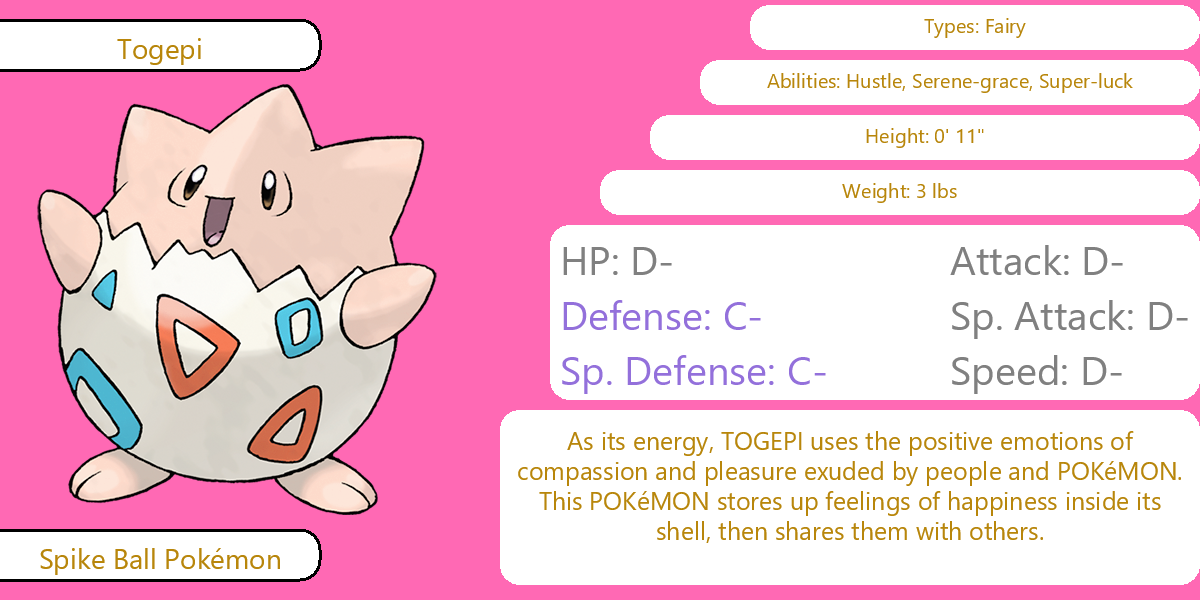 Togepi
Types: Fairy
Abilities: Hustle, Serene-grace, Super-luck
Height: 0' 11"
Weight: 3 lbs
HP: D-
Attack: D-
Defense: C-
Sp. Attack: D-
Sp. Defense: C-
Speed: D-
As its energy, TOGEPI uses the positive emotions of
compassion and pleasure exuded by people and POKéMON.
This POKéMON stores up feelings of happiness inside its
shell, then shares them with others.
Spike Ball Pokémon